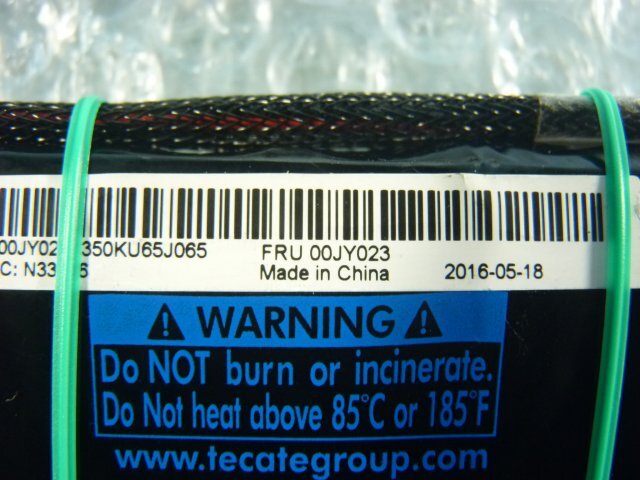 350KU65J065 FRU 00JY023
Made in China 2016-05-18
WARNING
Do NOT burn or incinerate.
Do Not heat above 85°C or 185°F
www.tecategroup.com